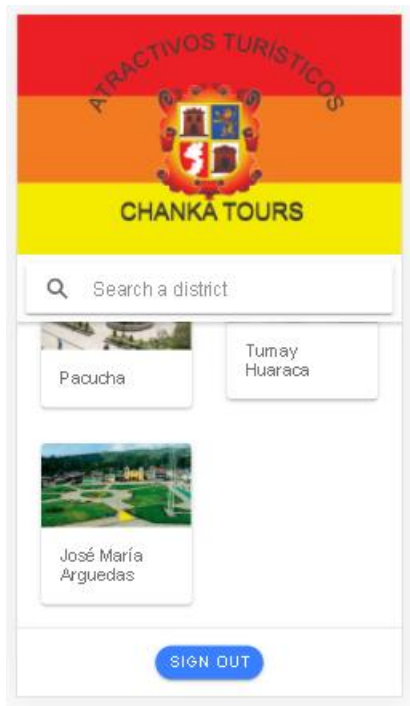 ATRACTIVOS TURÍSTICOS
CHANKA TOURS
Search a district
Pacucha
Tumay
Huaraca
José María
Arguedas
SIGN OUT